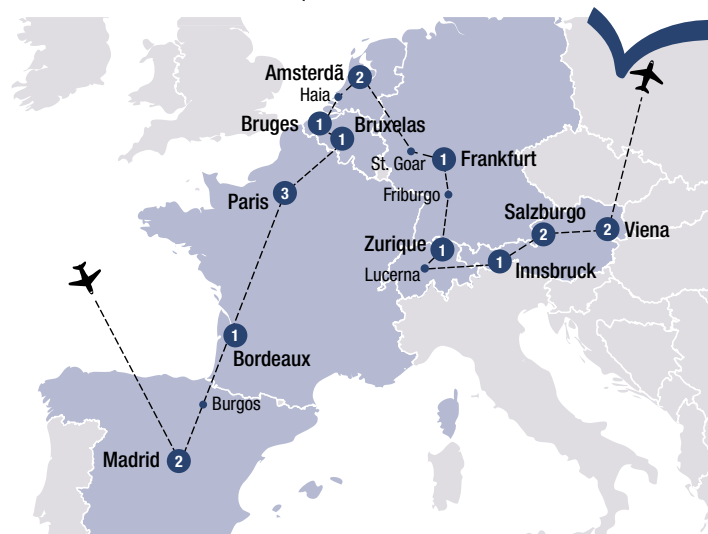 Amsterdã
2
Haia
Bruges
1
Bruxelas
1
St. Goar
1
Frankfurt
Paris
3
Friburgo
Salzburgo
2
2
Viena
Zurique
1
Lucerna
1
Innsbruck
1
Bordeaux
Burgos
Madrid
2